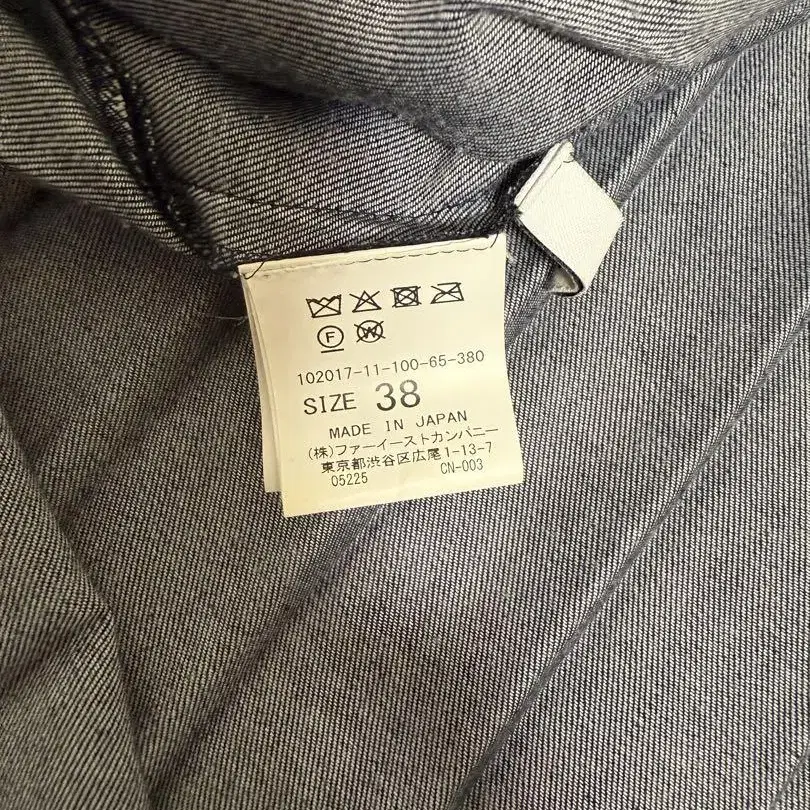 F W
102017-11-100-65-380
SIZE 38
MADE IN JAPAN
(株)ファーイーストカンパニー
東京都渋谷区広尾1-13-7
05225 CN-003